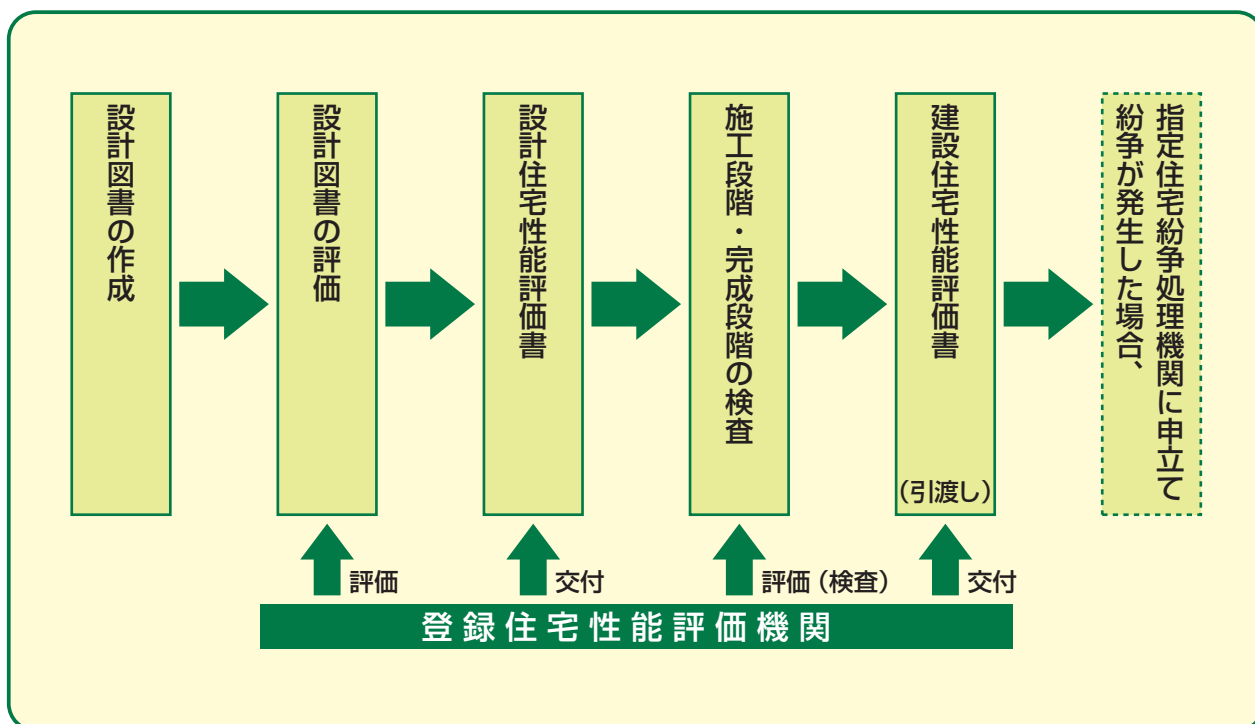 設計図書の作成
設計図書の評価
設計住宅性能評価書
施工段階・完成段階の検査
建設住宅性能評価書
(引渡し)
指定住宅紛争処理機関に申立て
紛争が発生した場合、
評価
交付
評価(検査)
交付
登録住宅性能評価機関